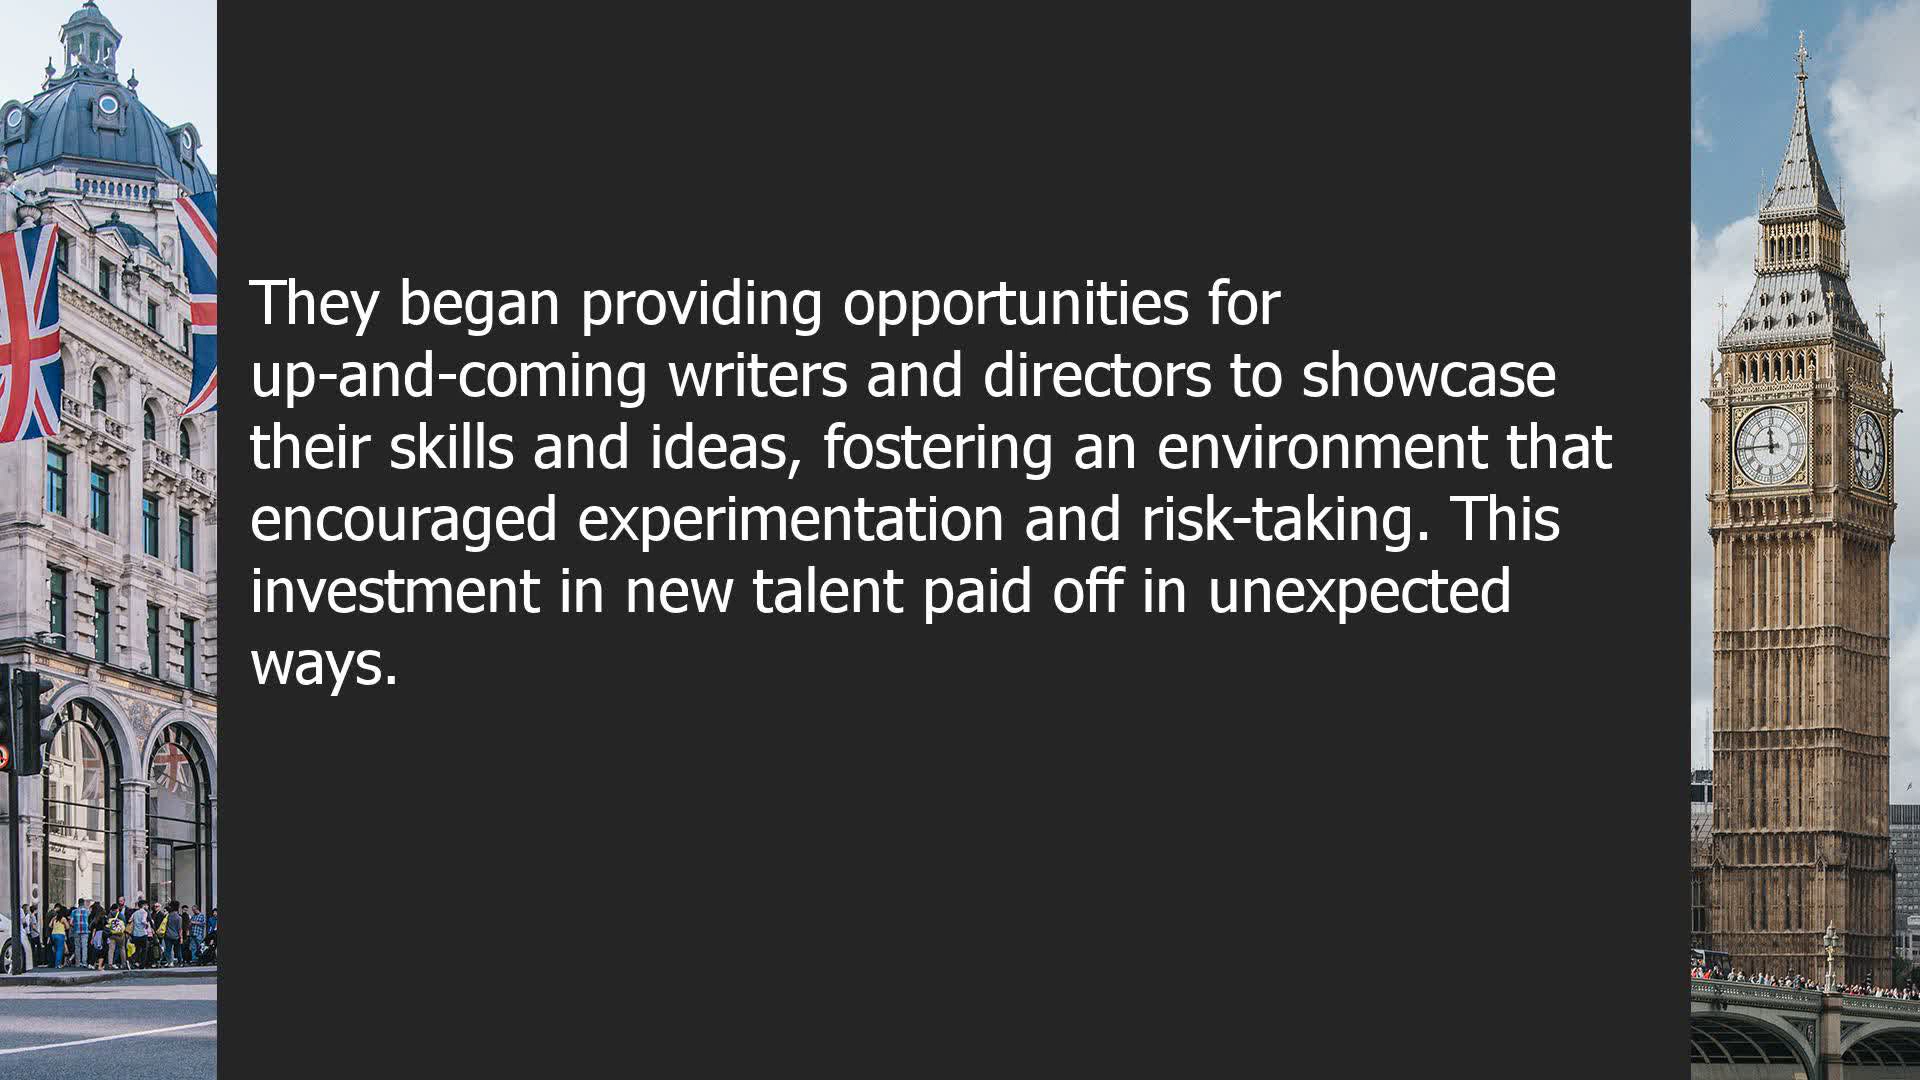 They began providing opportunities for
up-and-coming writers and directors to showcase
their skills and ideas, fostering an environment that
encouraged experimentation and risk-taking. This
investment in new talent paid off in unexpected
ways.